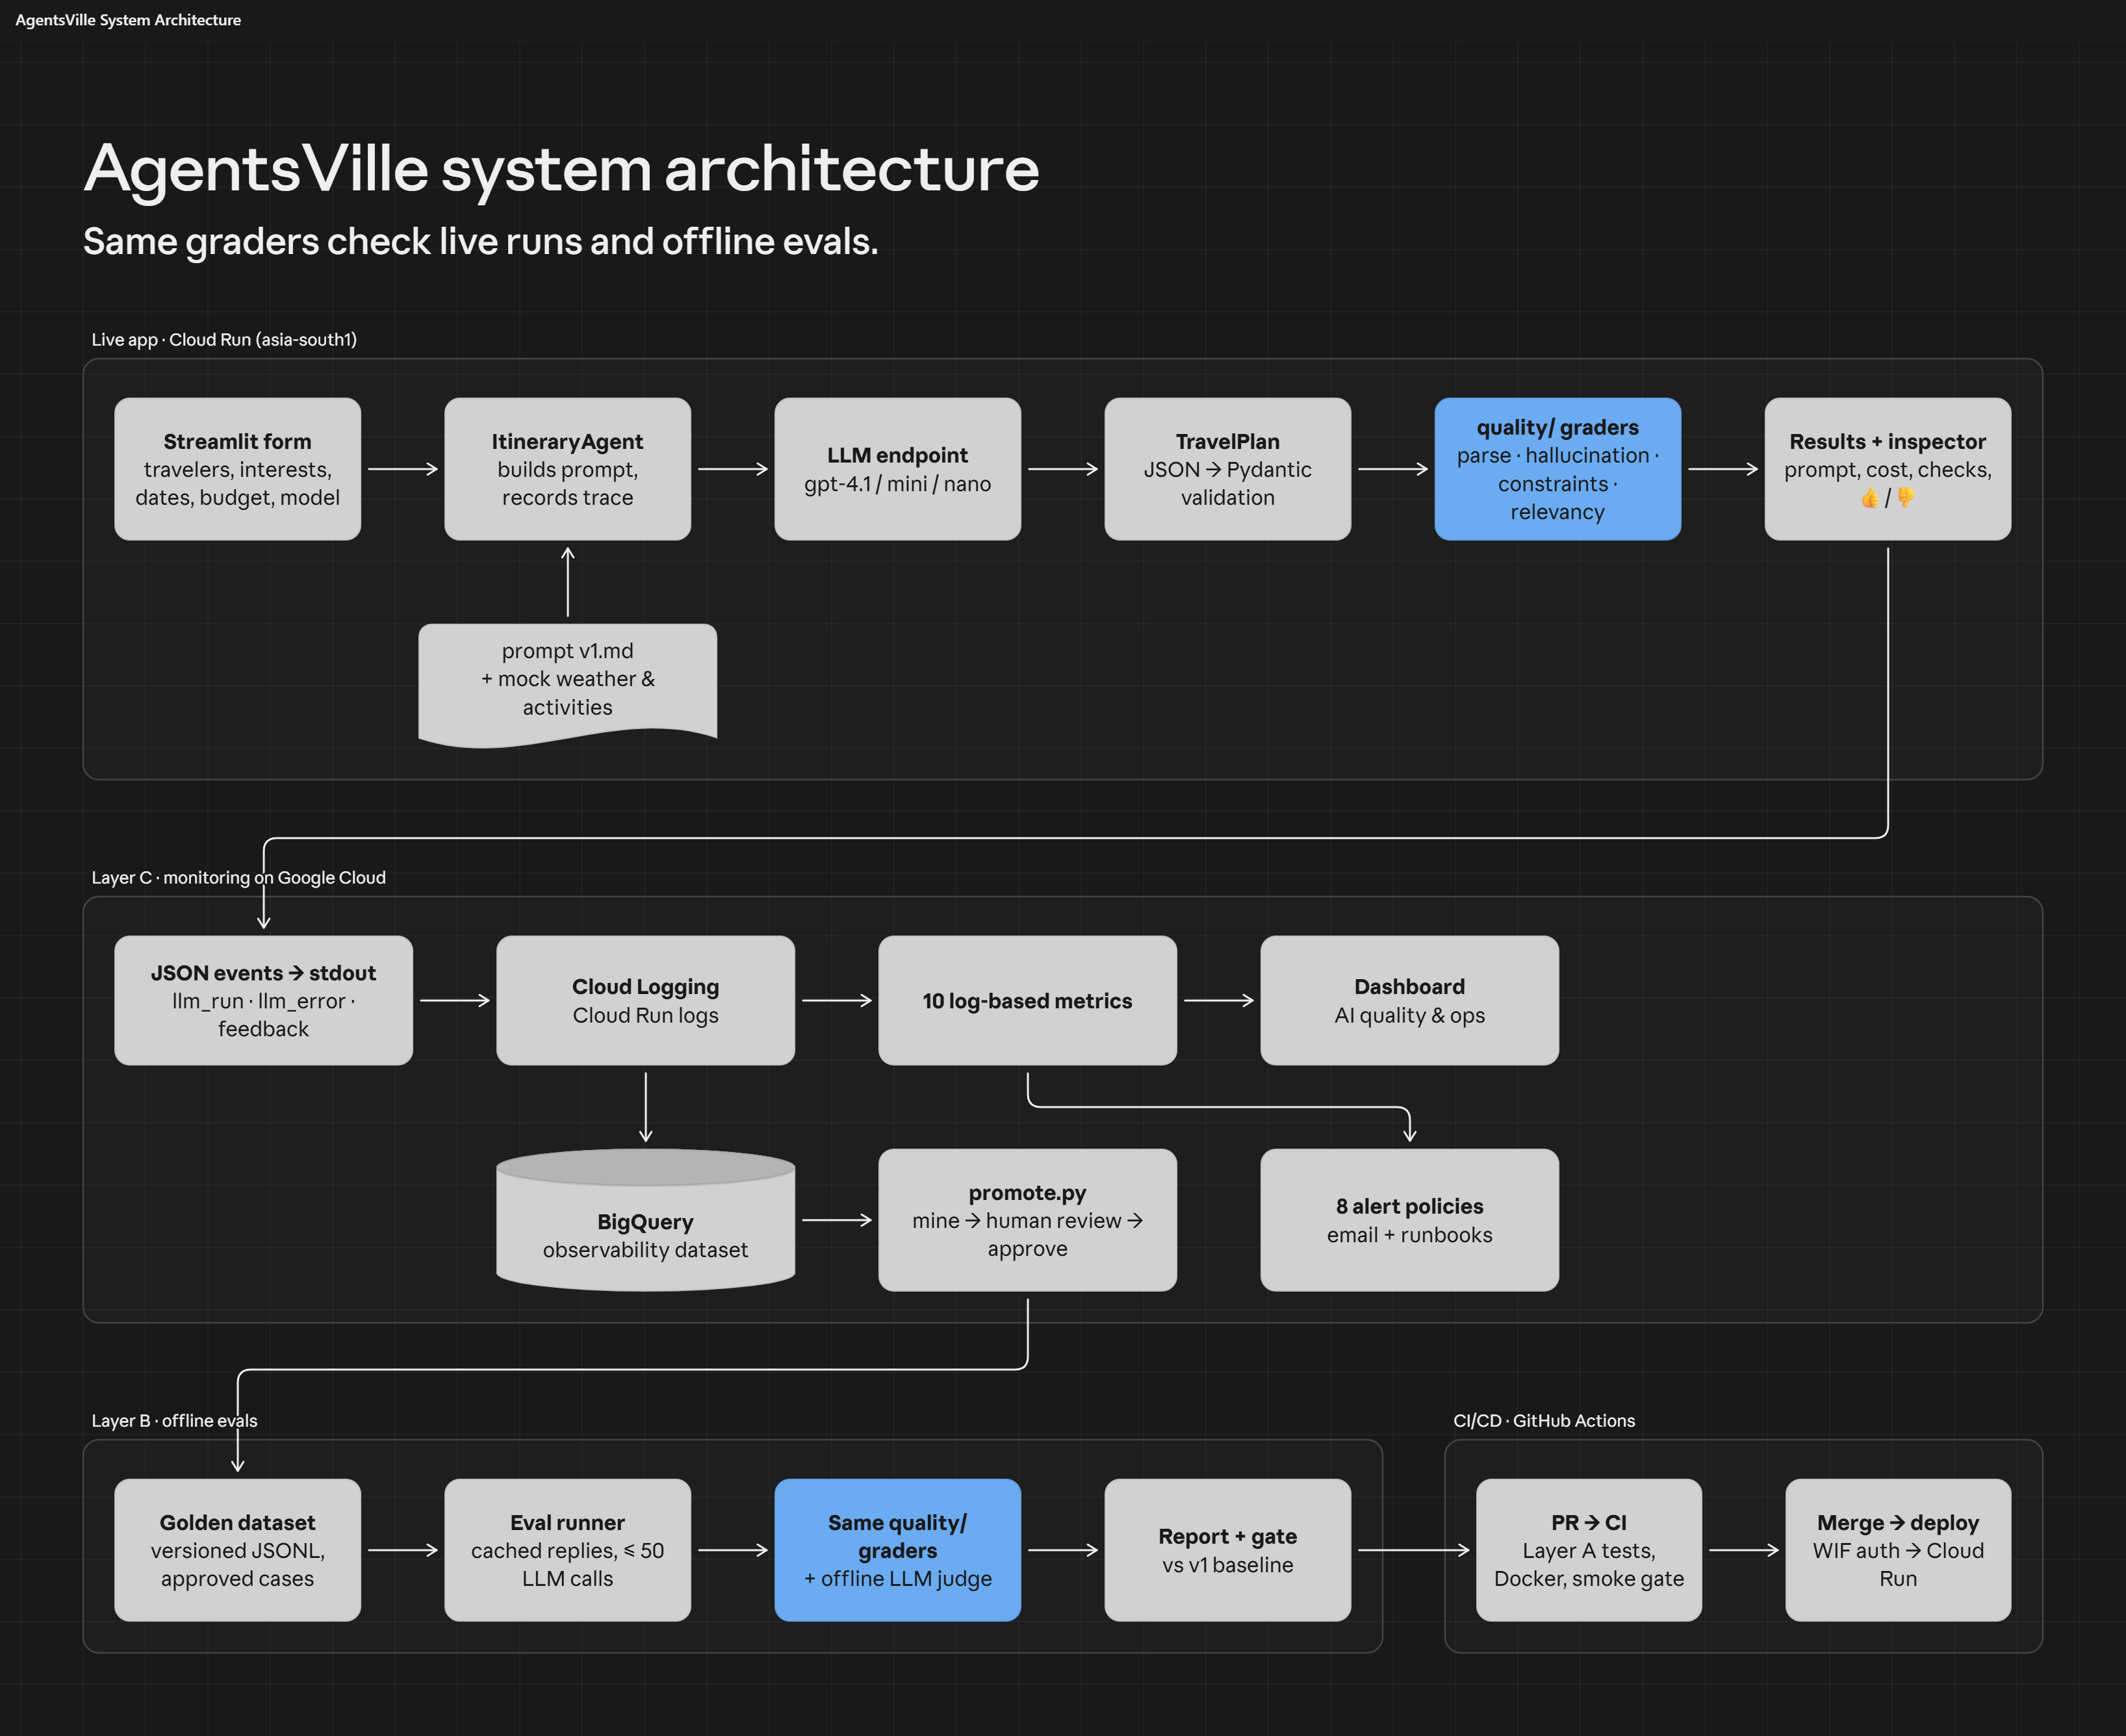 AgentsVille System Architecture
AgentsVille system architecture
Same graders check live runs and offline evals.
Live app · Cloud Run (asia-south1)
Streamlit form
travelers, interests,
dates, budget, model
ItineraryAgent
builds prompt,
records trace
LLM endpoint
gpt-4.1 / mini / nano
TravelPlan
JSON → Pydantic
validation
quality/ graders
parse · hallucination ·
constraints ·
relevancy
Results + inspector
prompt, cost, checks,
👍 / 👎
prompt v1.md
+ mock weather &
activities
Layer C · monitoring on Google Cloud
JSON events → stdout
llm_run · llm_error ·
feedback
Cloud Logging
Cloud Run logs
10 log-based metrics
Dashboard
AI quality & ops
BigQuery
observability dataset
promote.py
mine → human review →
approve
8 alert policies
email + runbooks
Layer B · offline evals
Golden dataset
versioned JSONL,
approved cases
Eval runner
cached replies, ≤ 50
LLM calls
Same quality/
graders
+ offline LLM judge
Report + gate
vs v1 baseline
CI/CD · GitHub Actions
PR → CI
Layer A tests,
Docker, smoke gate
Merge → deploy
WIF auth → Cloud
Run